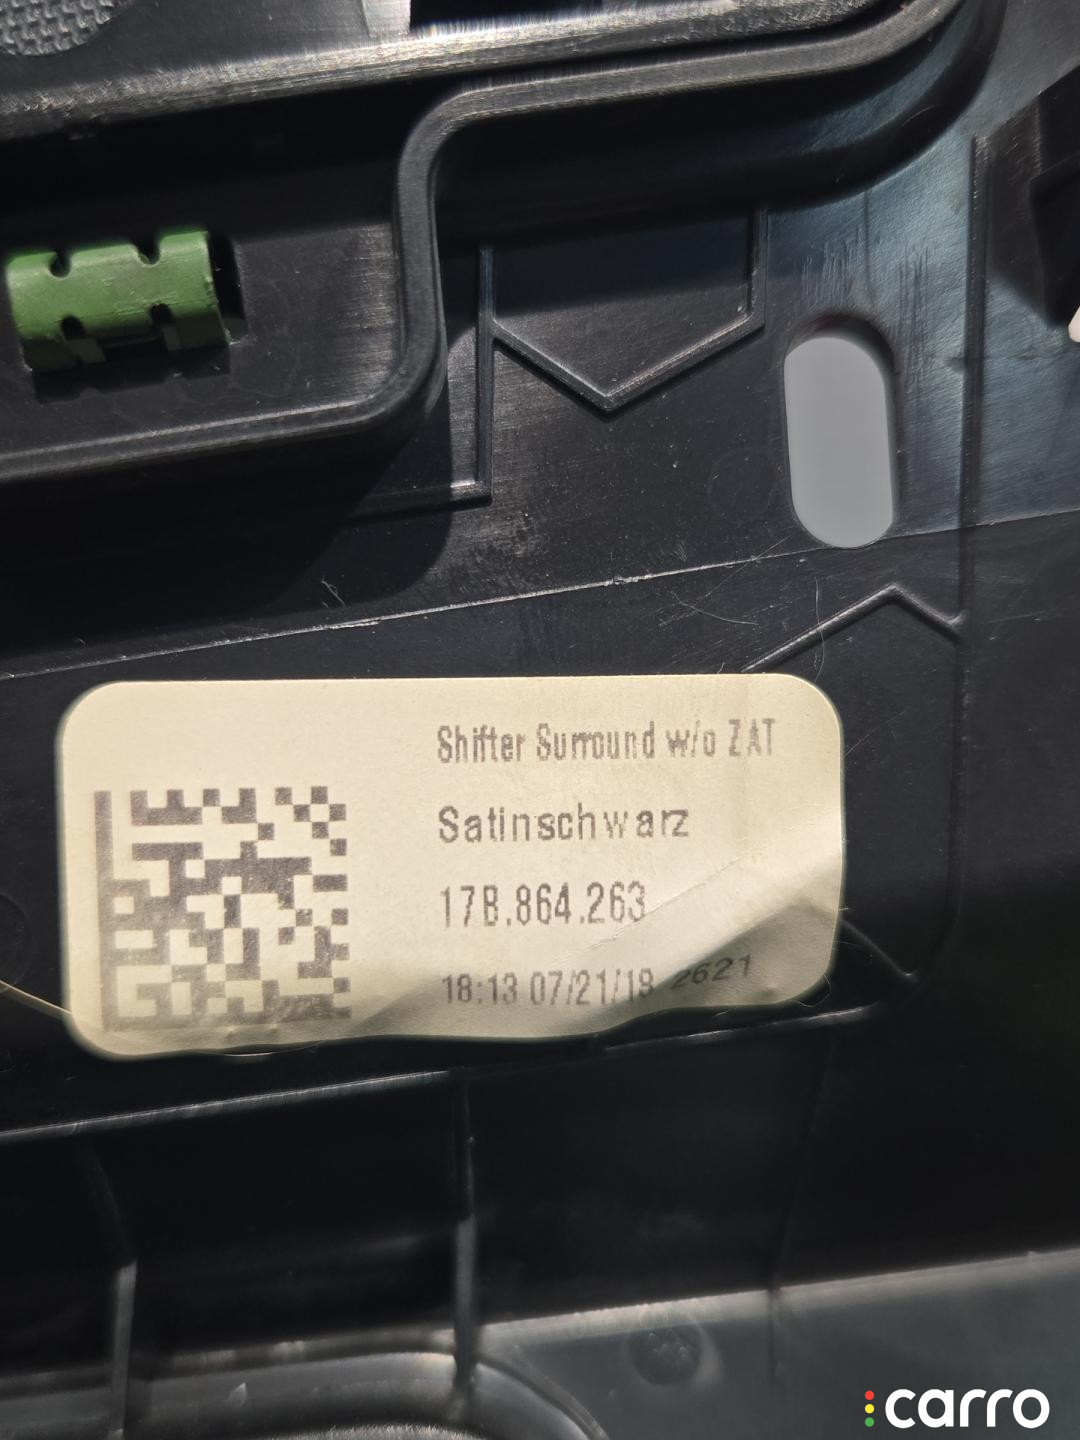 Shifter Surround w/o ZAT
Satinschwarz
17B.864.263
18:13 07/21/18 2621
carro